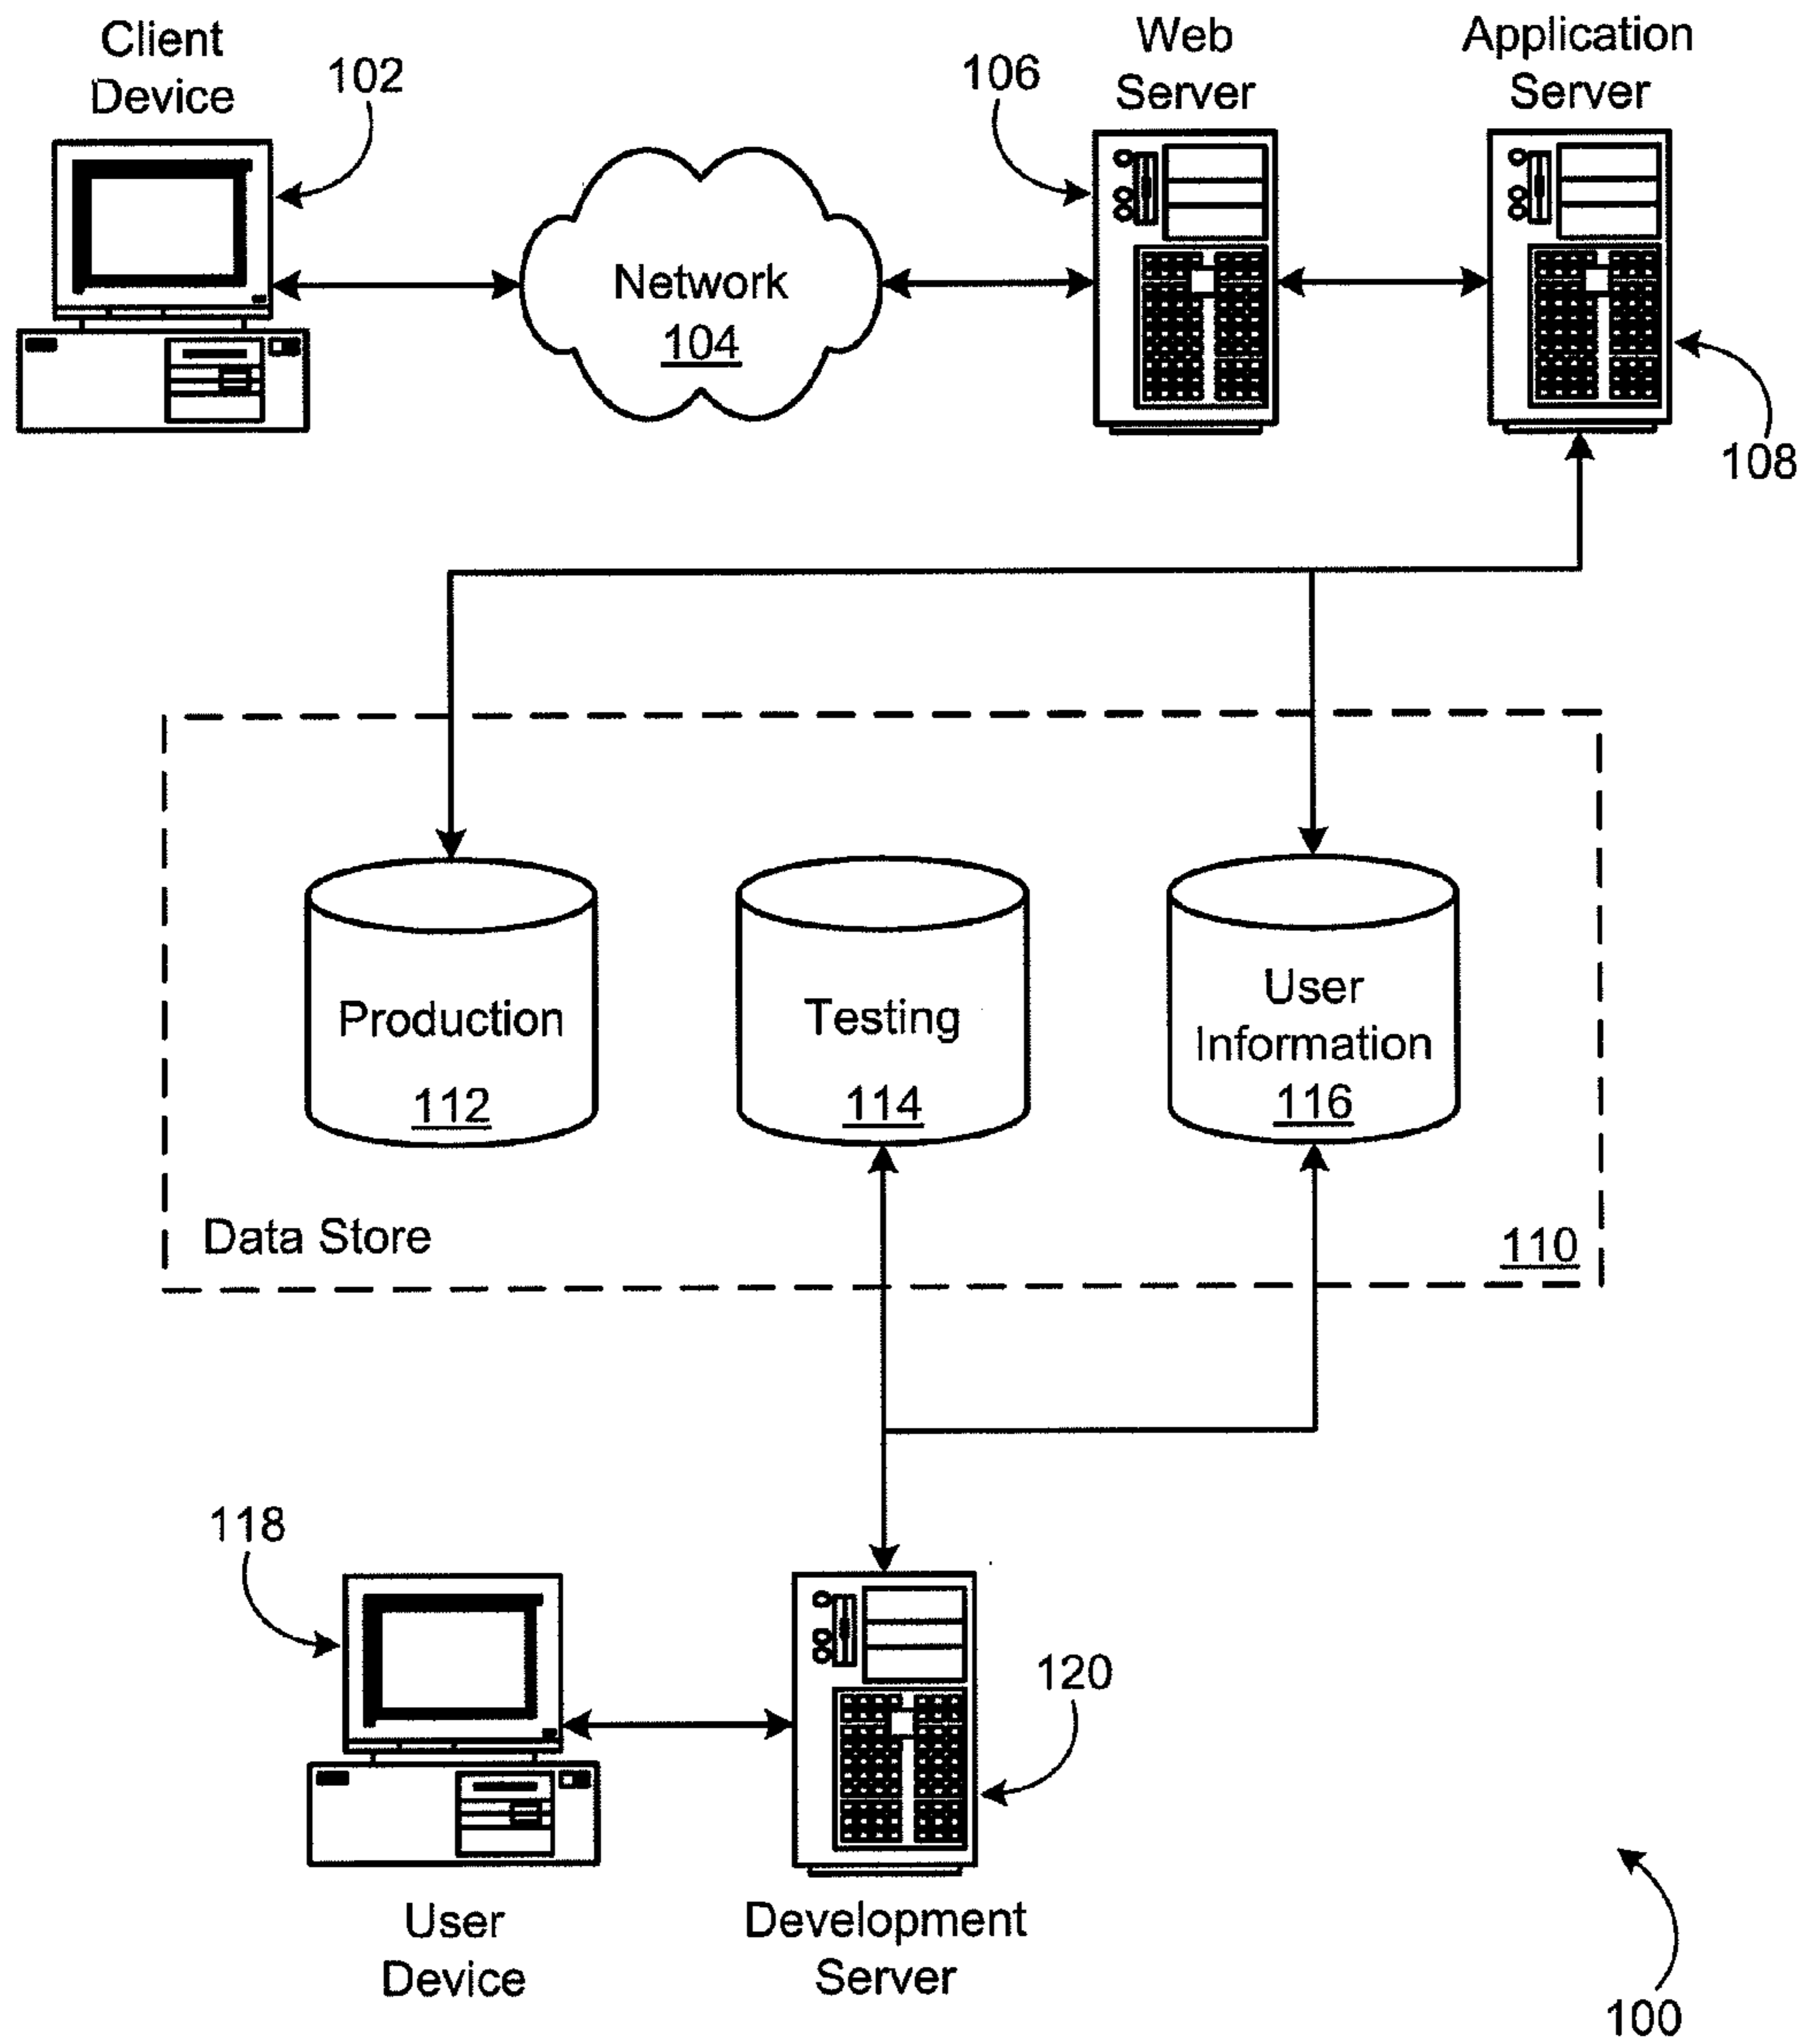 Client
Device
102
Network
104
106
Web
Server
Application
Server
108
Production
112
Testing
114
User
Information
116
Data Store
110
118
User
Device
120
Development
Server
100